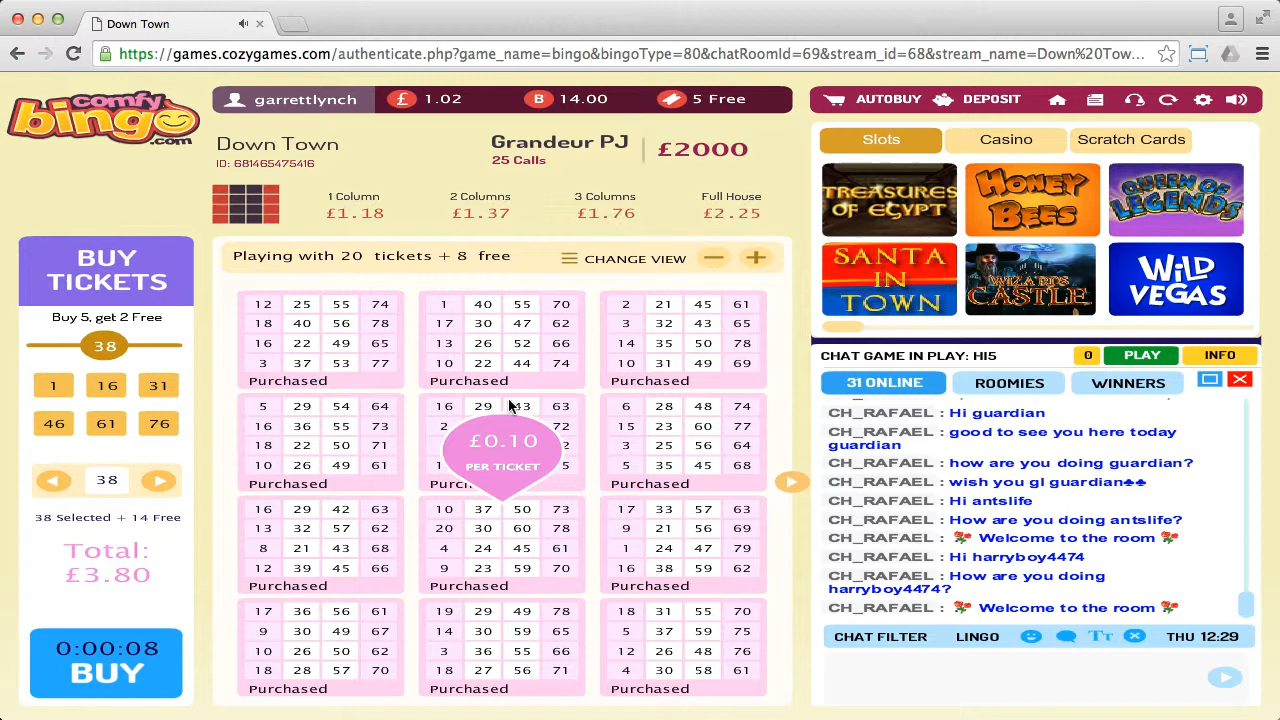 Down Town
https://games.cozygames.com/authenticate.php?game_name=bingo&bingoType=80&chatRoomId=69&stream_id=68&stream_name=Down%20Tow...
comfy
bingo
.com
garrettlynch
£ 1.02
B 14.00
5 Free
AUTOBUY
DEPOSIT
Down Town
ID: 681465475416
Grandeur PJ
25 Calls
£2000
1 Column
2 Columns
3 Columns
Full House
£1.18
£1.37
£1.76
£2.25
Slots
Casino
Scratch Cards
TREASURES OF EGYPT
HONEY BEES
QUEEN OF LEGENDS
SANTA IN TOWN
WIZARDS CASTLE
WILD VEGAS
BUY
TICKETS
Buy 5, get 2 Free
38
1 16 31
46 61 76
38
38 Selected + 14 Free
Total:
£3.80
0:00:08
BUY
Playing with 20 tickets + 8 free
CHANGE VIEW
12 25 55 74 1 40 55 70 2 21 45 61
18 40 56 78 17 30 47 62 3 32 43 65
16 22 49 65 13 26 52 66 14 35 50 78
3 37 53 77 10 22 44 74 10 31 49 69
Purchased Purchased Purchased
5 29 54 64 16 29 43 63 6 28 48 74
16 36 55 73 2 72 15 23 60 77
18 22 50 71 2 3 25 56 64
10 26 49 61 1 5 5 35 45 68
Purchased Purc Purchased
£0.10
PER TICKET
16 29 42 63 10 37 50 73 17 33 57 63
13 32 57 62 20 30 60 78 9 21 56 69
8 21 43 68 4 24 45 61 1 24 47 79
12 39 45 66 9 23 59 70 16 38 59 62
Purchased Purchased Purchased
17 36 56 61 19 29 49 78 18 31 55 70
9 30 49 67 14 30 59 65 5 37 59 75
10 26 50 62 3 36 55 66 12 26 48 76
18 28 57 70 18 27 56 71 4 30 58 61
Purchased Purchased Purchased
CHAT GAME IN PLAY: HI5
0
PLAY
INFO
31 ONLINE
ROOMIES
WINNERS
CH_RAFAEL : Hi guardian
CH_RAFAEL : good to see you here today
guardian
CH_RAFAEL : how are you doing guardian?
CH_RAFAEL : wish you gl guardian♣♣
CH_RAFAEL : Hi antslife
CH_RAFAEL : How are you doing antslife?
CH_RAFAEL : 🌹 Welcome to the room 🌹
CH_RAFAEL : Hi harryboy4474
CH_RAFAEL : How are you doing
harryboy4474?
CH_RAFAEL : 🌹 Welcome to the room 🌹
CHAT FILTER
LINGO
TT
THU 12:29